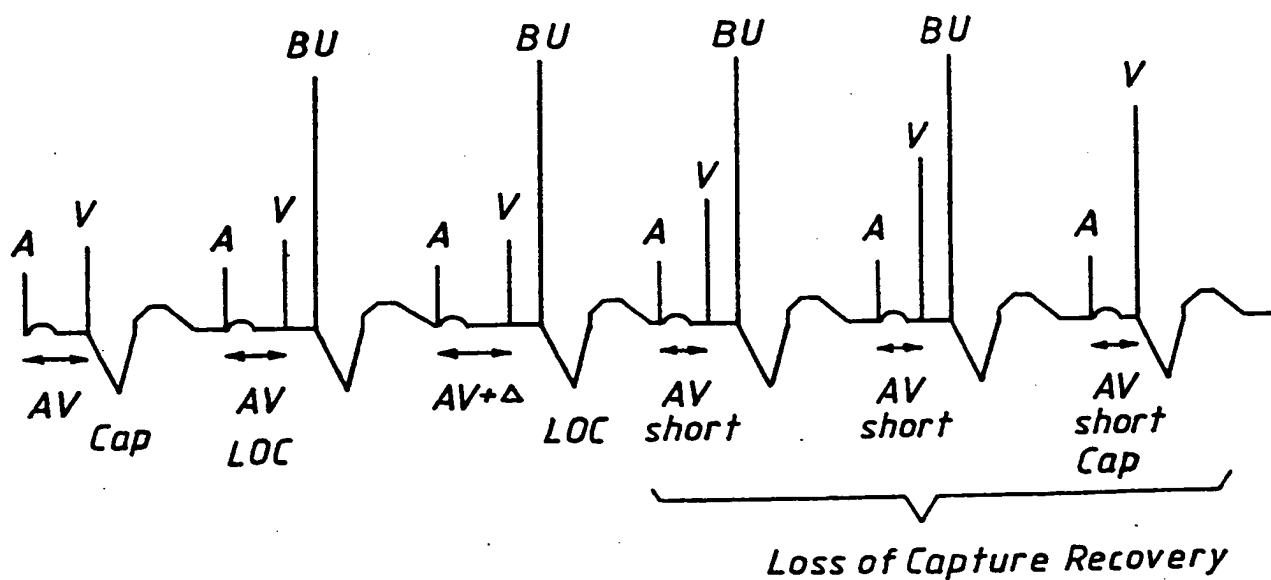 BU BU BU BU
V
V V V V
A A A A A A
AV AV AV+Δ AV AV AV
Cap LOC LOC short short short
Cap
Loss of Capture Recovery